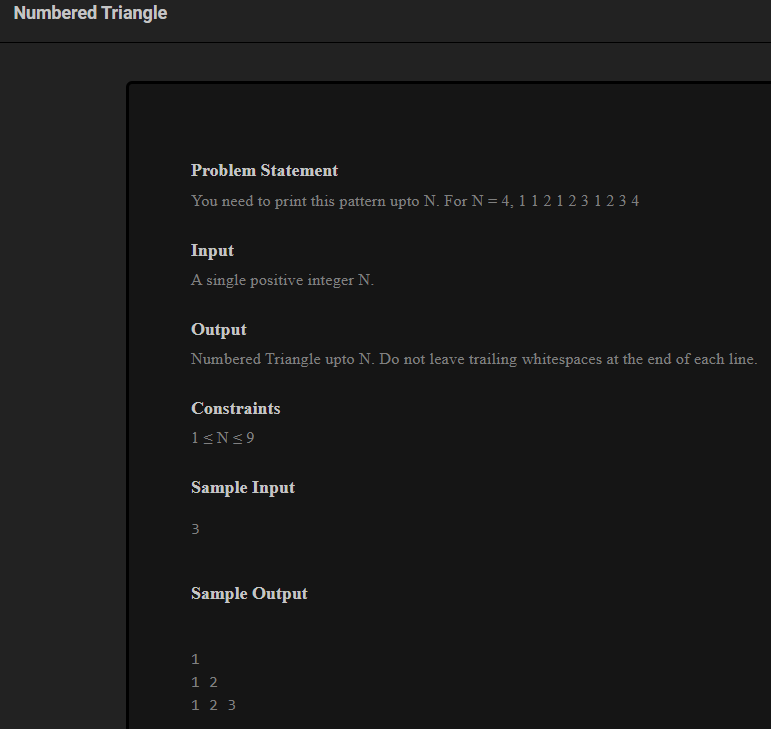 Numbered Triangle
Problem Statement
You need to print this pattern upto N. For N = 4, 1 1 2 1 2 3 1 2 3 4
Input
A single positive integer N.
Output
Numbered Triangle upto N. Do not leave trailing whitespaces at the end of each line.
Constraints
1 ≤ N ≤ 9
Sample Input
3
Sample Output
1
1 2
1 2 3